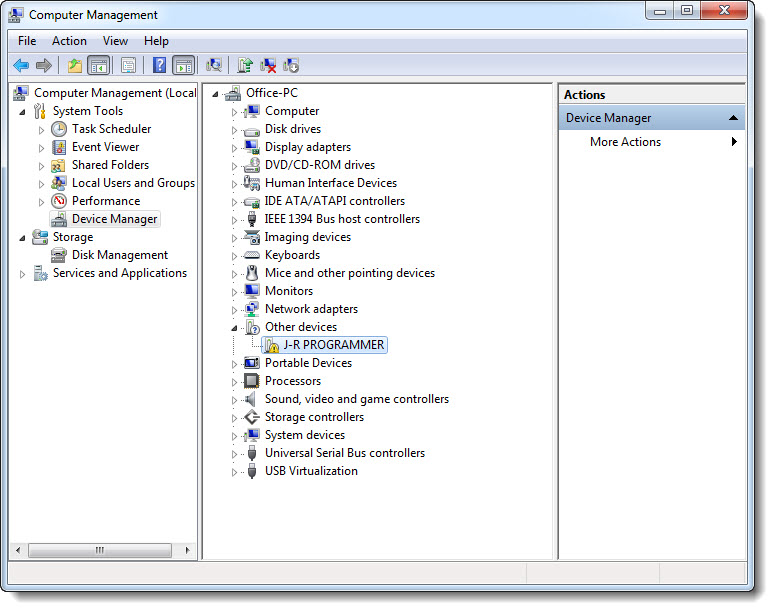 Computer Management
File Action View Help
Computer Management (Local
System Tools
Task Scheduler
Event Viewer
Shared Folders
Local Users and Groups
Performance
Device Manager
Storage
Disk Management
Services and Applications
Office-PC
Computer
Disk drives
Display adapters
DVD/CD-ROM drives
Human Interface Devices
IDE ATA/ATAPI controllers
IEEE 1394 Bus host controllers
Imaging devices
Keyboards
Mice and other pointing devices
Monitors
Network adapters
Other devices
J-R PROGRAMMER
Portable Devices
Processors
Sound, video and game controllers
Storage controllers
System devices
Universal Serial Bus controllers
USB Virtualization
Actions
Device Manager
More Actions